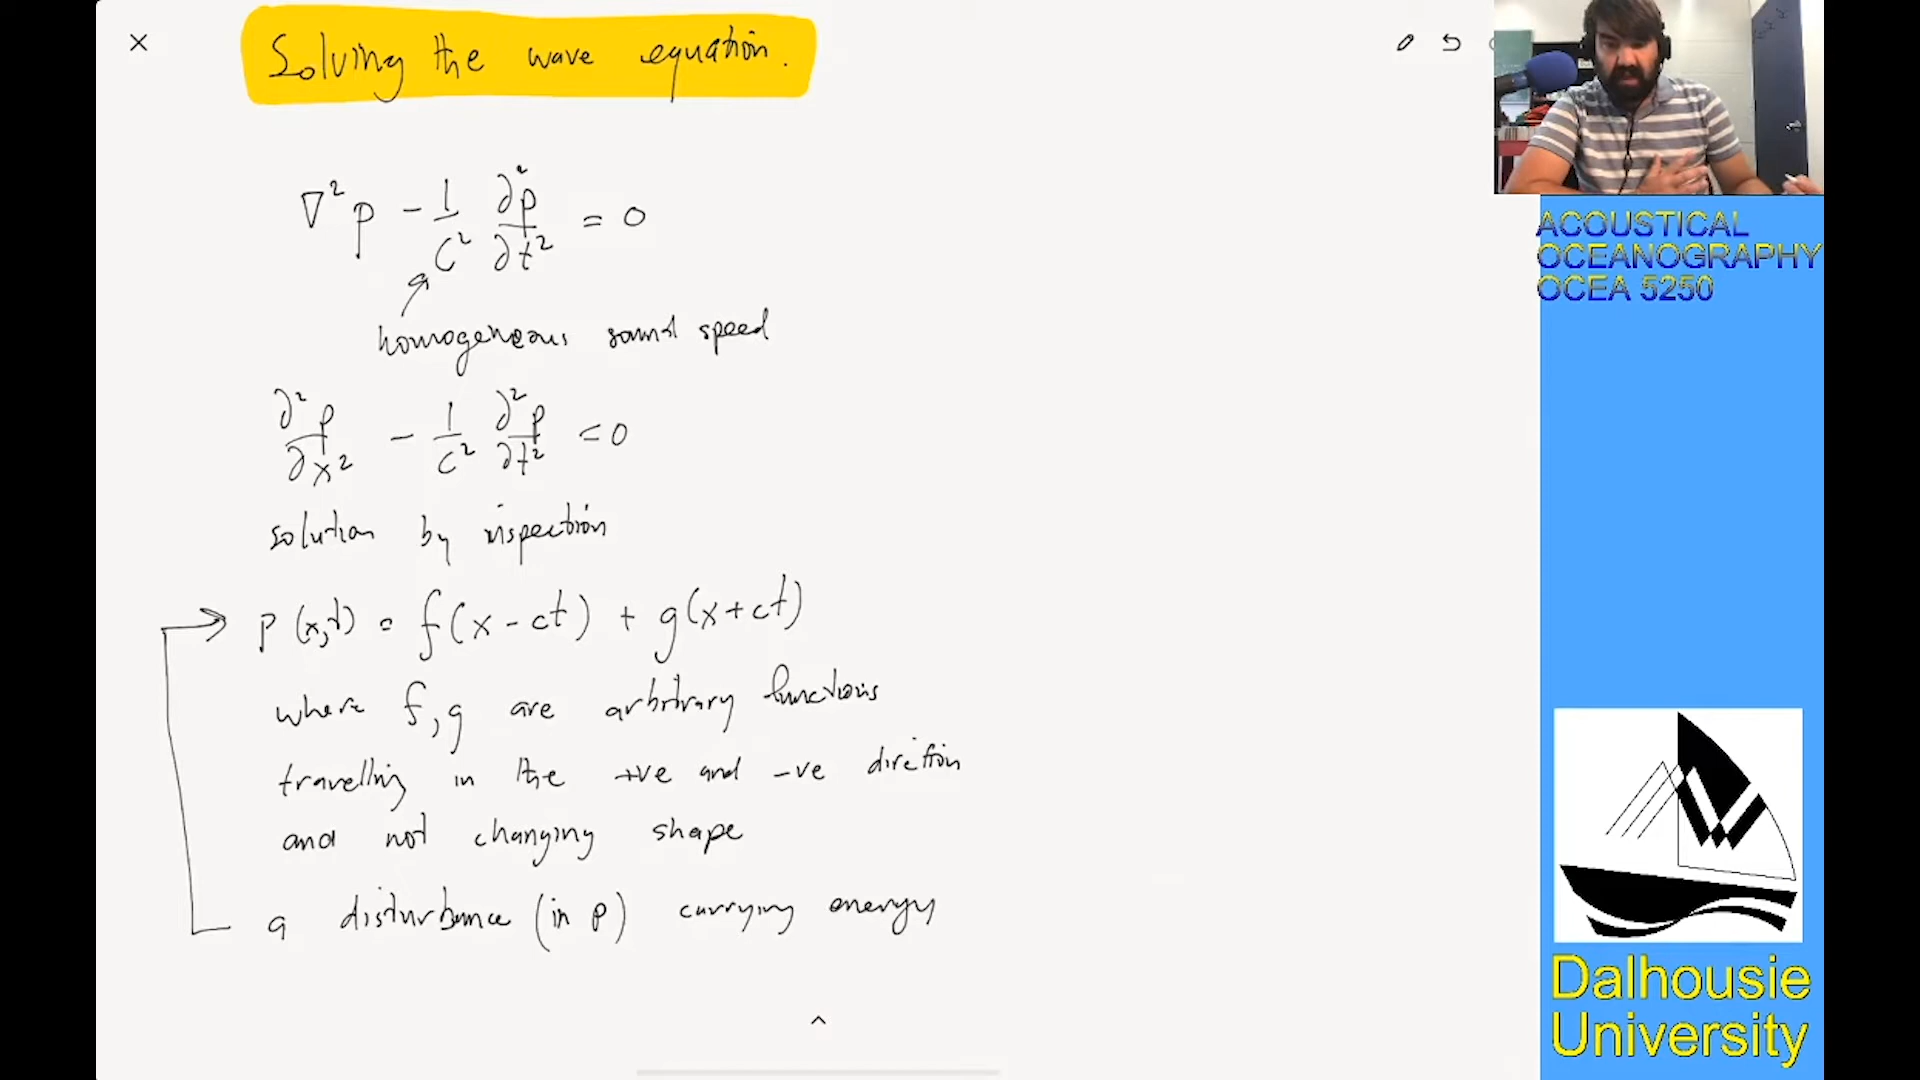 Solving the wave equation.
∇² p − 1/c² ∂²p/∂t² = 0
homogeneous sound speed
∂²p/∂x² − 1/c² ∂²p/∂t² = 0
solution by inspection
p (x,t) = f(x - ct) + g(x + ct)
where f, g are arbitrary functions
travelling in the +ve and -ve direction
and not changing shape
a disturbance (in p) carrying energy
ACOUSTICAL
OCEANOGRAPHY
OCEA 5250
Dalhousie
University